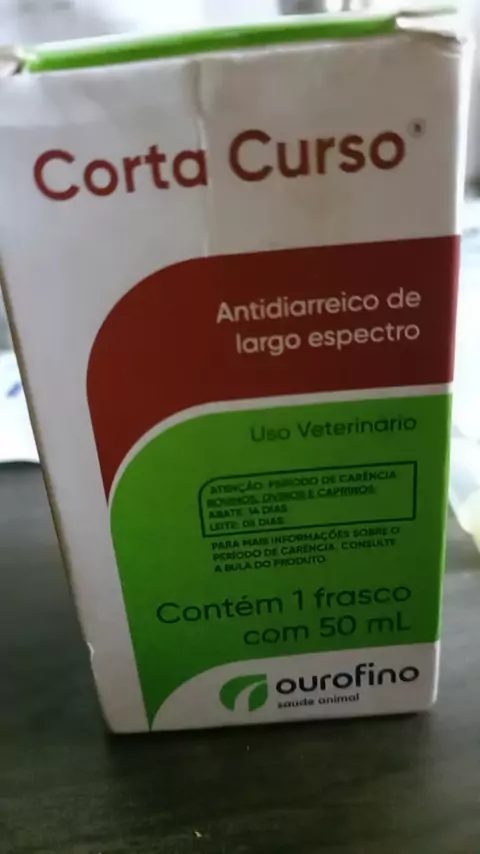 Corta Curso®
Antidiarreico de
largo espectro
Uso Veterinário
ATENÇÃO: PERÍODO DE CARÊNCIA
BOVINOS, OVINOS E CAPRINOS:
ABATE: 14 DIAS
LEITE: 05 DIAS
PARA MAIS INFORMAÇÕES SOBRE O
PERÍODO DE CARÊNCIA, CONSULTE
A BULA DO PRODUTO.
Contém 1 frasco
com 50 mL
ourofino
saúde animal